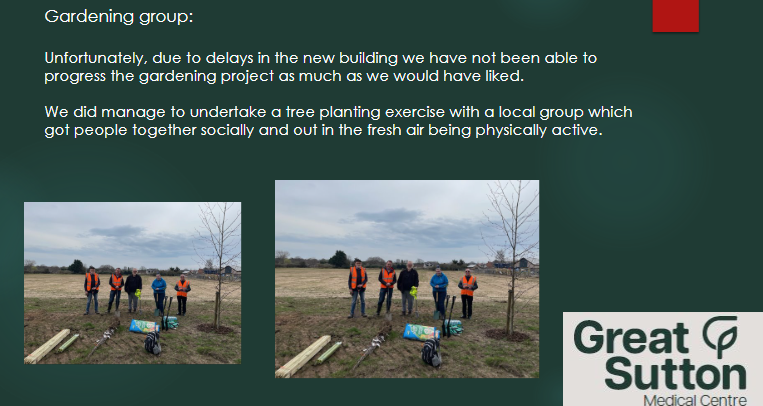 Gardening group:
Unfortunately, due to delays in the new building we have not been able to
progress the gardening project as much as we would have liked.
We did manage to undertake a tree planting exercise with a local group which
got people together socially and out in the fresh air being physically active.
Great
Sutton
Medical Centre